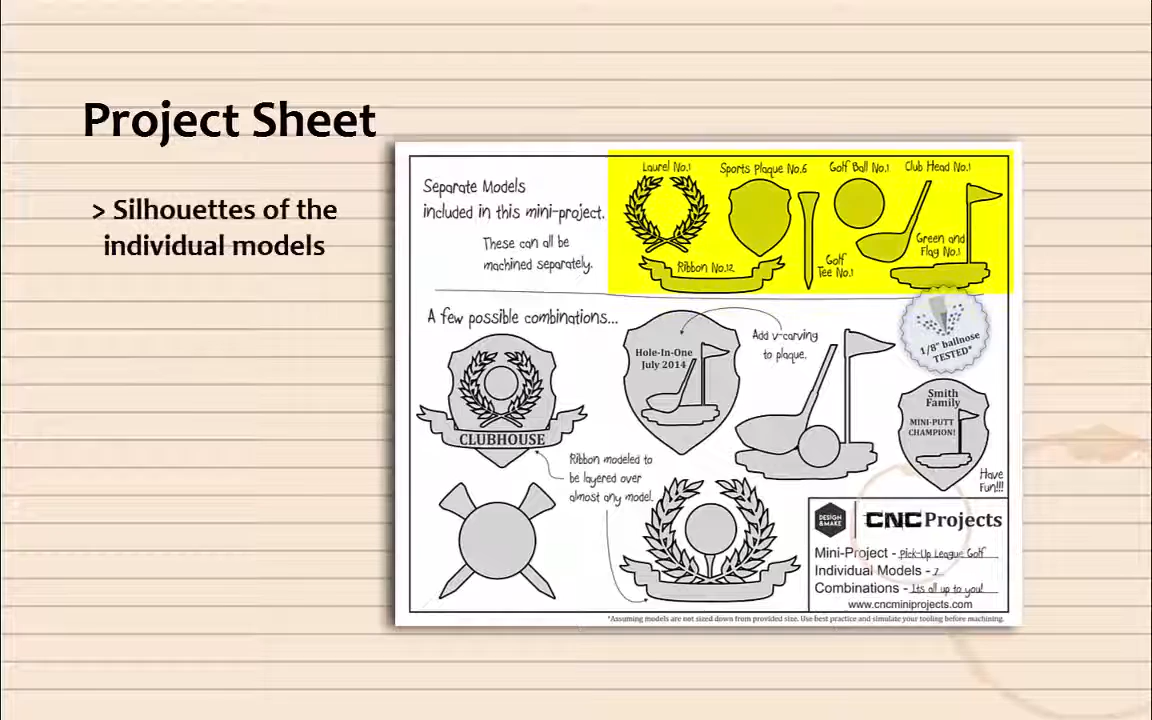 Project Sheet
> Silhouettes of the
individual models
Separate Models
included in this mini-project.
These can all be
machined separately.
Laurel No.1
Sports Plaque No.6
Golf Ball No.1
Club Head No.1
Ribbon No.12
Golf
Tee No.1
Green and
Flag No.1
A few possible combinations...
CLUBHOUSE
Hole-In-One
July 2014
Add v-carving
to plaque.
1/8" ballnose
TESTED*
Smith
Family
MINI-PUTT
CHAMPION!
Have
Fun!!!
Ribbon modeled to
be layered over
almost any model.
DESIGN
&MAKE
CNC Projects
Mini-Project - Pick-Up League Golf
Individual Models - 7
Combinations - Its all up to you!
www.cncminiprojects.com
*Assuming models are not sized down from provided size. Use best practice and simulate your tooling before machining.